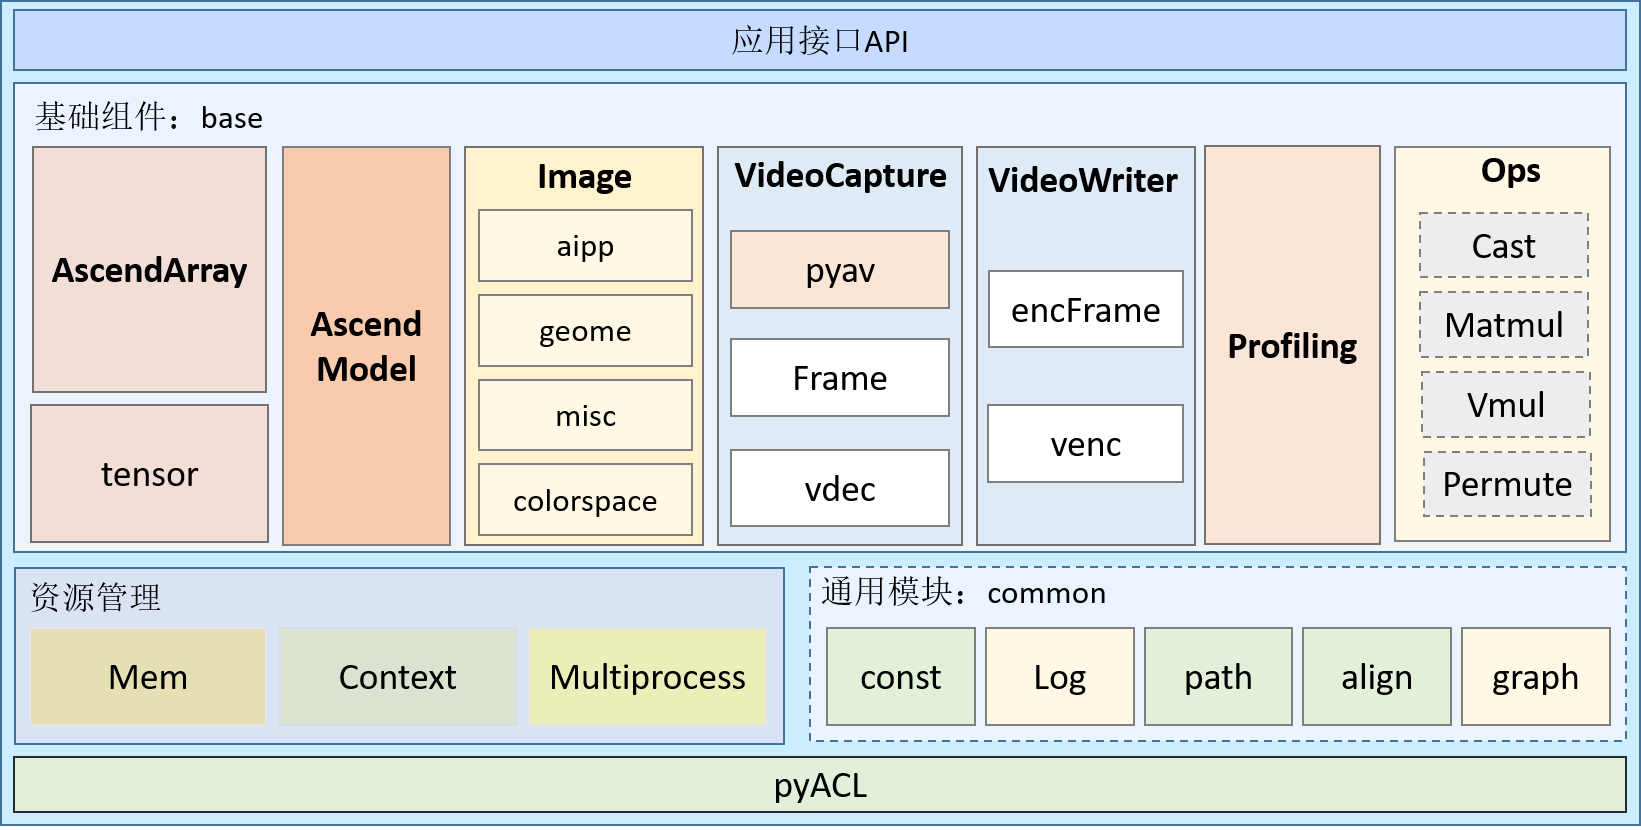 应用接口API
基础组件：base
AscendArray
tensor
Ascend
Model
Image
aipp
geome
misc
colorspace
VideoCapture
pyav
Frame
vdec
VideoWriter
encFrame
venc
Profiling
Ops
Cast
Matmul
Vmul
Permute
资源管理
Mem
Context
Multiprocess
通用模块：common
const
Log
path
align
graph
pyACL